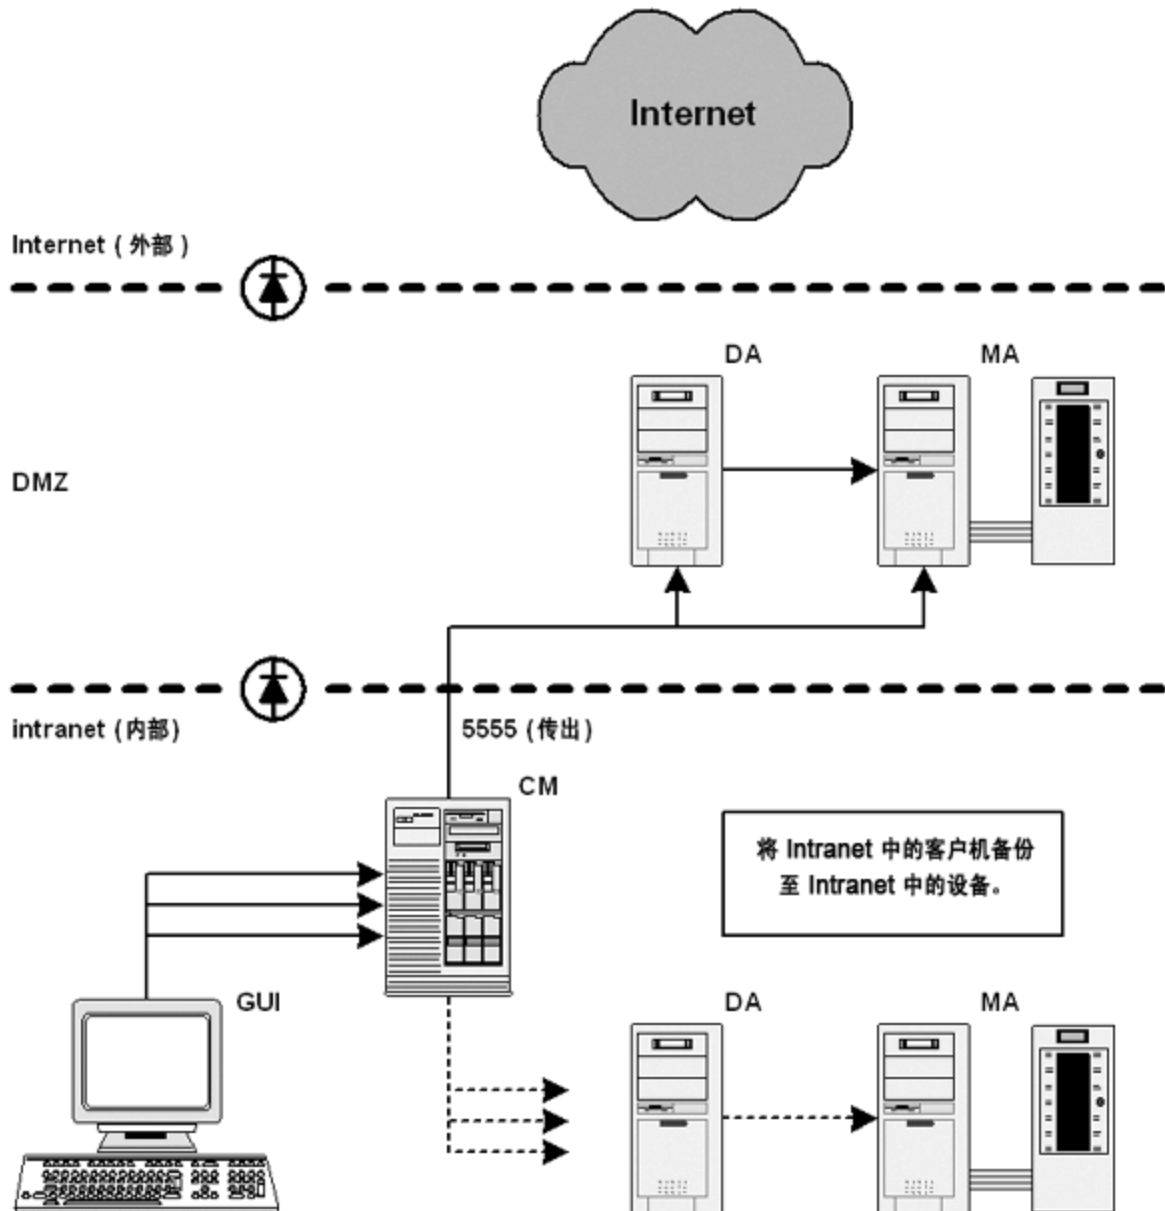 Internet
Internet ( 外部 )
DA
MA
DMZ
intranet (内部)
5555 (传出)
CM
将 Intranet 中的客户机备份
至 Intranet 中的设备。
GUI
DA
MA